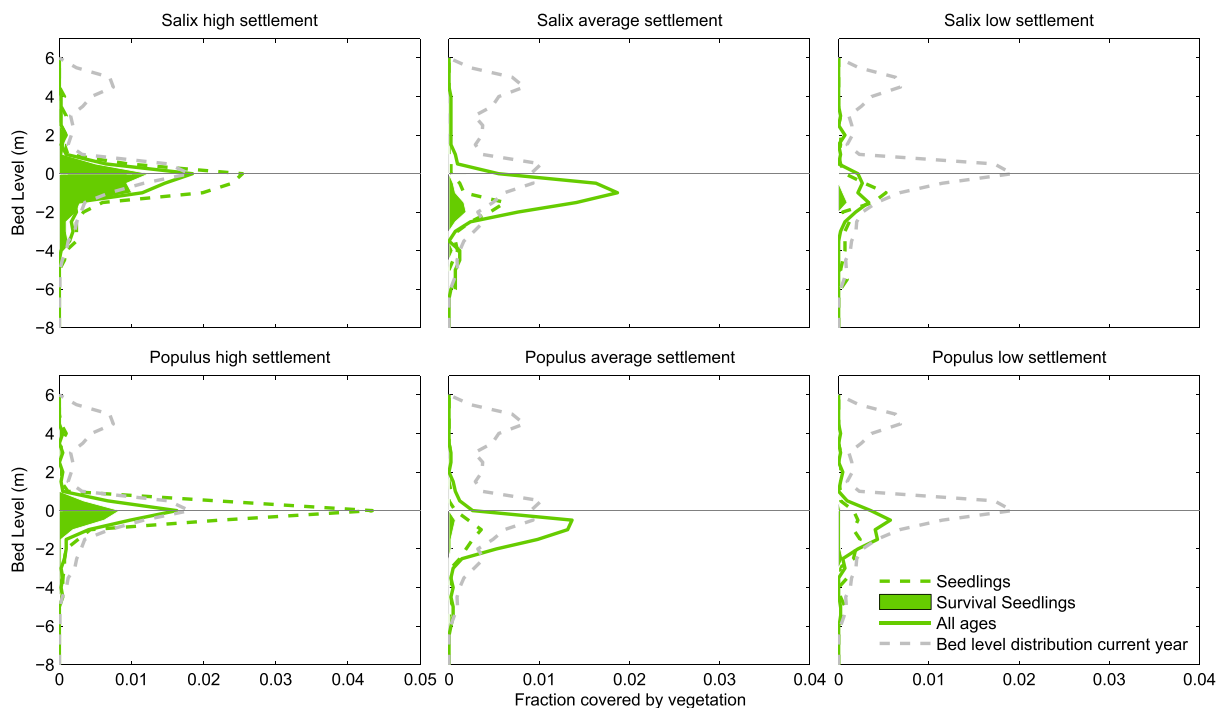 Salix high settlement
Salix average settlement
Salix low settlement
6
4
2
0
−2
−4
−6
−8
Bed Level (m)
Populus high settlement
Populus average settlement
Populus low settlement
6
4
2
0
−2
−4
−6
−8
Bed Level (m)
Seedlings
Survival Seedlings
All ages
Bed level distribution current year
0 0.01 0.02 0.03 0.04 0.05
0 0.01 0.02 0.03 0.04
0 0.01 0.02 0.03 0.04
Fraction covered by vegetation